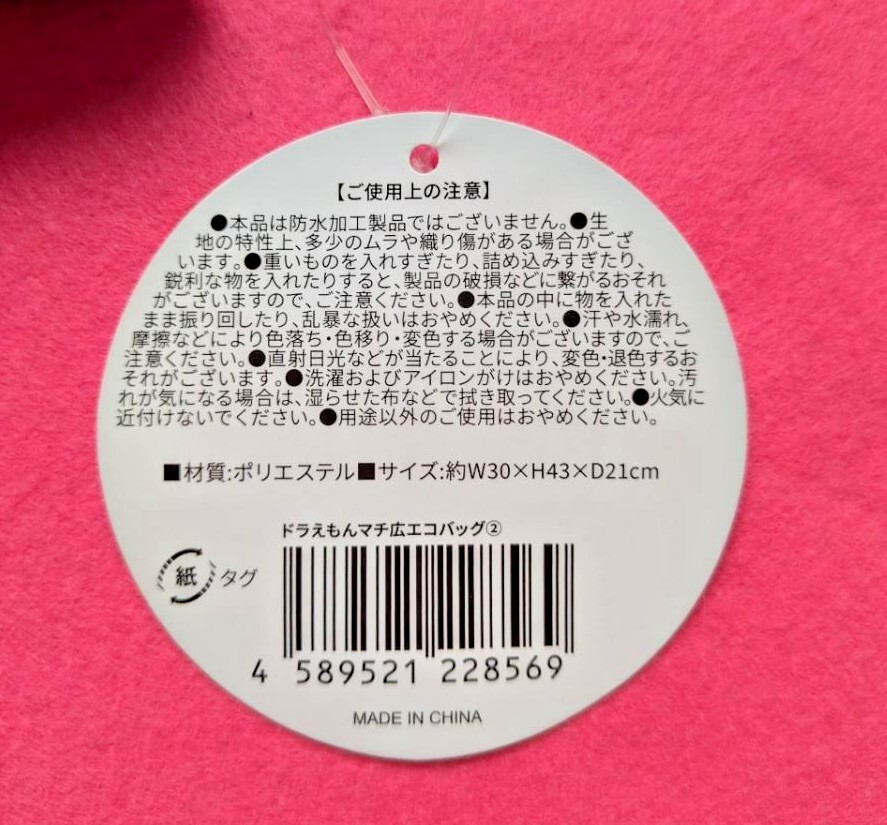 【ご使用上の注意】
●本品は防水加工製品ではございません。●生
地の特性上、多少のムラや織り傷がある場合がござ
います。●重いものを入れすぎたり、詰め込みすぎたり、
鋭利な物を入れたりすると、製品の破損などに繋がるおそれ
がございますので、ご注意ください。●本品の中に物を入れた
まま振り回したり、乱暴な扱いはおやめください。●汗や水濡れ、
摩擦などにより色落ち・色移り・変色する場合がございますので、ご
注意ください。●直射日光などが当たることにより、変色・退色するお
それがございます。●洗濯およびアイロンがけはおやめください。汚
れが気になる場合は、湿らせた布などで拭き取ってください。●火気に
近付けないでください。●用途以外のご使用はおやめください。
■材質:ポリエステル■サイズ:約W30×H43×D21cm
ドラえもんマチ広エコバッグ②
紙 タグ
4 589521 228569
MADE IN CHINA